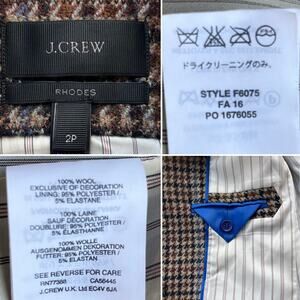 J.CREW
RHODES
2P
ドライクリーニングのみ。
STYLE F6075
FA 16
PO 1676055
100% WOOL
EXCLUSIVE OF DECORATION
LINING: 95% POLYESTER /
5% ELASTANE
100% LAINE
SAUF DÉCORATION
DOUBLURE: 95% POLYESTER /
5% ÉLASTHANNE
100% WOLLE
AUSGENOMMEN DEKORATION
FUTTER: 95% POLYESTER /
5% ELASTAN
SEE REVERSE FOR CARE
RN77388 CA56445
J.CREW U.K. Ltd EC4V 6JA